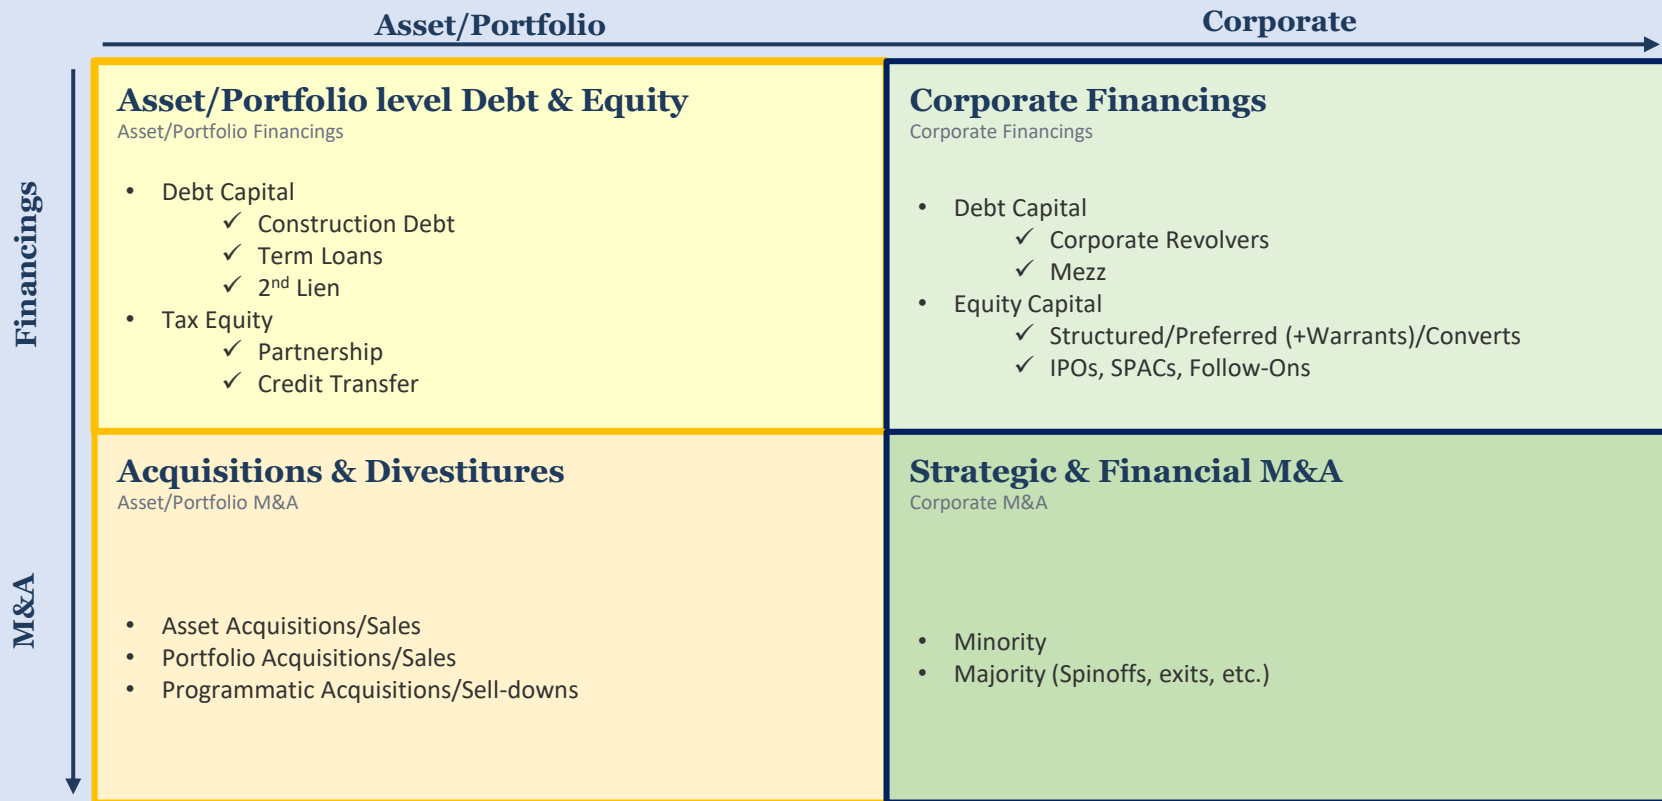 Asset/Portfolio
Corporate
Financings
M&A
Asset/Portfolio level Debt & Equity
Asset/Portfolio Financings
• Debt Capital
✓ Construction Debt
✓ Term Loans
✓ 2nd Lien
• Tax Equity
✓ Partnership
✓ Credit Transfer
Corporate Financings
Corporate Financings
• Debt Capital
✓ Corporate Revolvers
✓ Mezz
• Equity Capital
✓ Structured/Preferred (+Warrants)/Converts
✓ IPOs, SPACs, Follow-Ons
Acquisitions & Divestitures
Asset/Portfolio M&A
• Asset Acquisitions/Sales
• Portfolio Acquisitions/Sales
• Programmatic Acquisitions/Sell-downs
Strategic & Financial M&A
Corporate M&A
• Minority
• Majority (Spinoffs, exits, etc.)